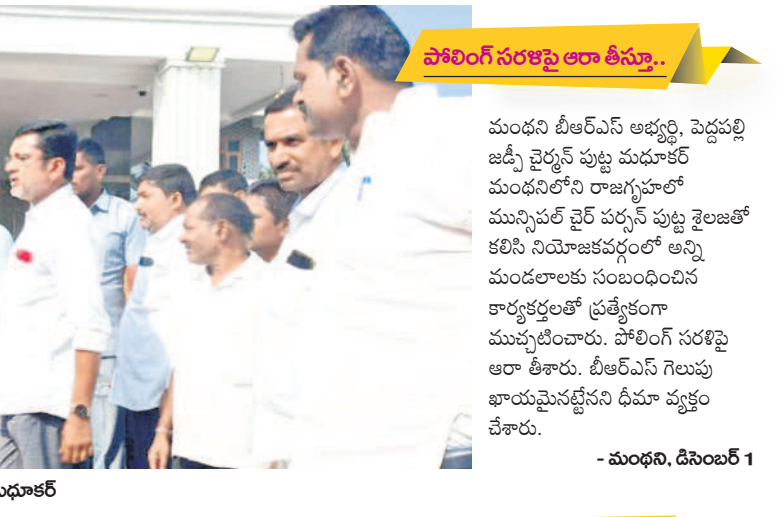 పోలింగ్ సరళిపై ఆరా తీస్తూ..
మంథని బీఆర్ఎస్ అభ్యర్థి, పెద్దపల్లి
జడ్పీ చైర్మన్ పుట్ట మధూకర్
మంథనిలోని రాజగృహలో
మున్సిపల్ చైర్ పర్సన్ పుట్ట శైలజతో
కలిసి నియోజకవర్గంలో అన్ని
మండలాలకు సంబంధించిన
కార్యకర్తలతో ప్రత్యేకంగా
ముచ్చటించారు. పోలింగ్ సరళిపై
ఆరా తీశారు. బీఆర్ఎస్ గెలుపు
ఖాయమైనట్టేనని ధీమా వ్యక్తం
చేశారు.
- మంథని, డిసెంబర్ 1